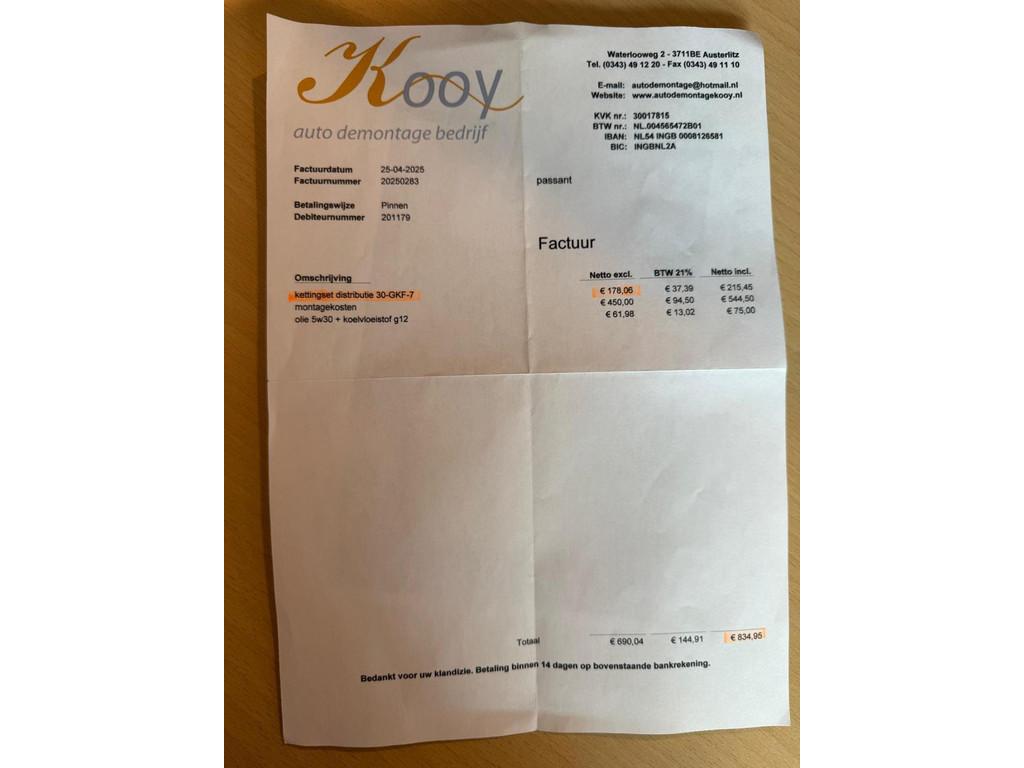 Kooy
auto demontage bedrijf
Waterlooweg 2 - 3711BE Austerlitz
Tel. (0343) 49 12 20 - Fax (0343) 49 11 10
E-mail: autodemontage@hotmail.nl
Website: www.autodemontagekooy.nl
KVK nr.: 30017815
BTW nr.: NL.004565472B01
IBAN: NL54 INGB 0008126581
BIC: INGBNL2A
Factuurdatum 25-04-2025
Factuurnummer 20250283
passant
Betalingswijze Pinnen
Debiteurnummer 201179
Factuur
Omschrijving Netto excl. BTW 21% Netto incl.
kettingset distributie 30-GKF-7 € 178,06 € 37,39 € 215,45
montagekosten € 450,00 € 94,50 € 544,50
olie 5w30 + koelvloeistof g12 € 61,98 € 13,02 € 75,00
Totaal € 690,04 € 144,91 € 834,95
Bedankt voor uw klandizie. Betaling binnen 14 dagen op bovenstaande bankrekening.